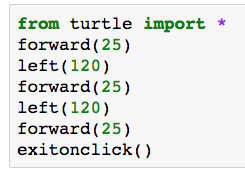 from turtle import *
forward(25)
left(120)
forward(25)
left(120)
forward(25)
exitonclick()